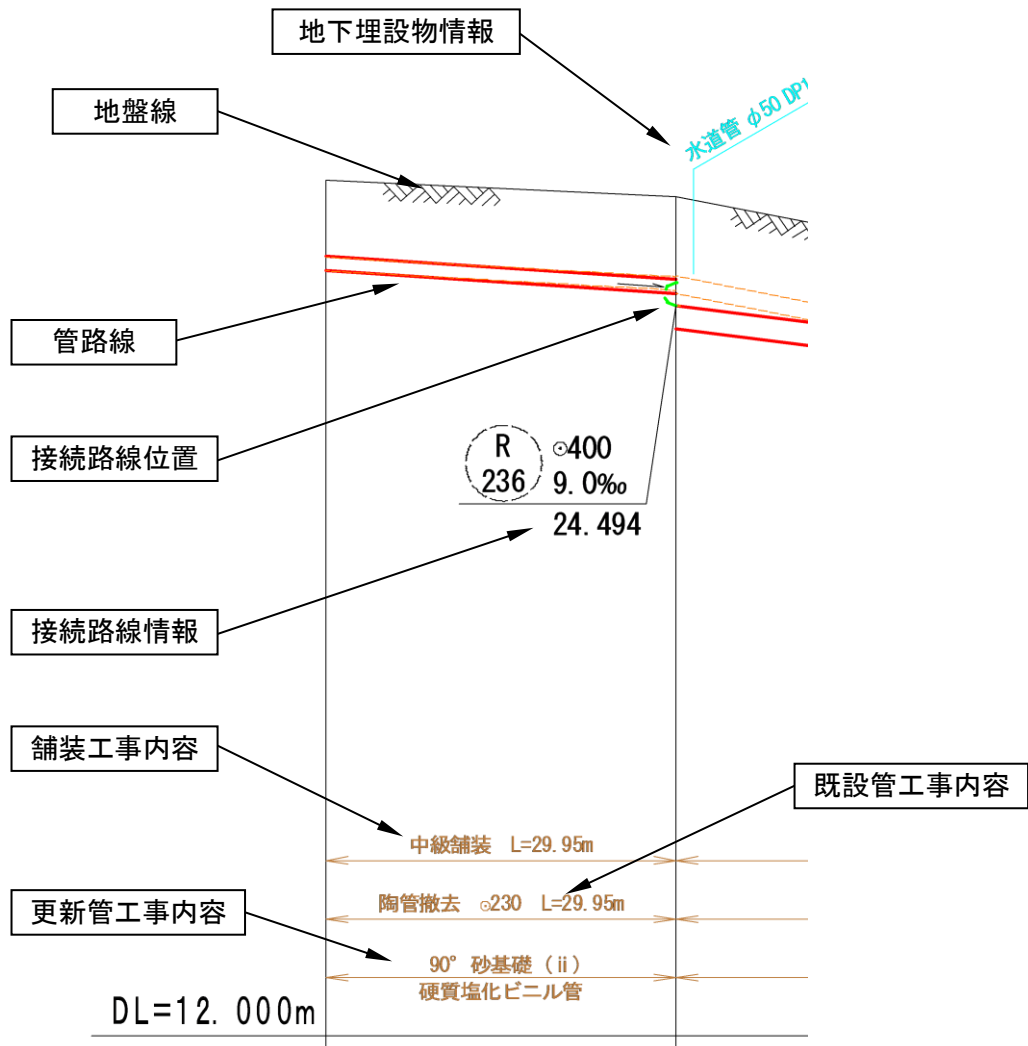 地下埋設物情報
地盤線
水道管 φ50 DP
管路線
接続路線位置
R
236
⊙400
9.0‰
24.494
接続路線情報
舗装工事内容
既設管工事内容
中級舗装 L=29.95m
陶管撤去 ⊙230 L=29.95m
更新管工事内容
90° 砂基礎 (ⅱ)
硬質塩化ビニル管
DL=12.000m